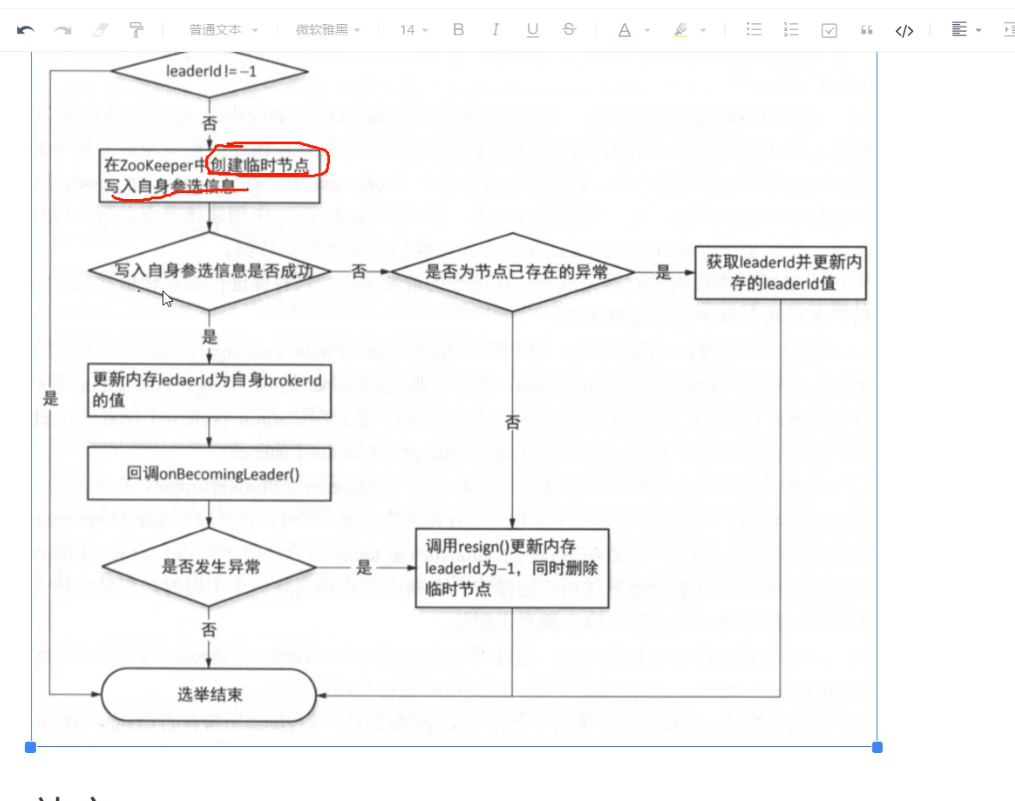 普通文本 微软雅黑 14 B I U S A
leaderId != −1
否
在ZooKeeper中创建临时节点
写入自身参选信息
写入自身参选信息是否成功
否
是否为节点已存在的异常
是
获取leaderId并更新内
存的leaderId值
是
更新内存ledaerId为自身brokerId
的值
是
否
回调onBecomingLeader()
是否发生异常
是
调用resign()更新内存
leaderId为−1，同时删除
临时节点
否
选举结束